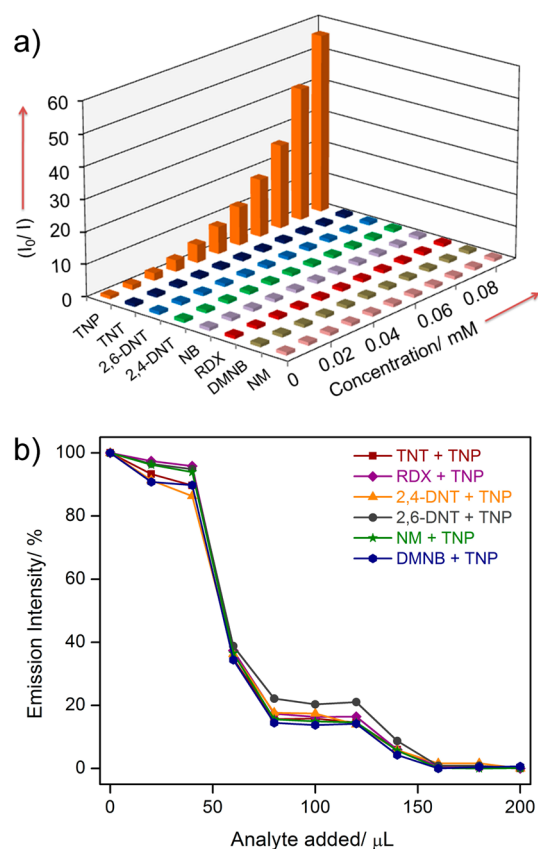 a)
60
50
40
30
20
10
0
(I₀/ I)
TNP
TNT
2,6-DNT
2,4-DNT
NB
RDX
DMNB
NM
0
0.02
0.04
0.06
0.08
Concentration/ mM
b)
100
80
60
40
20
0
Emission Intensity/ %
TNT + TNP
RDX + TNP
2,4-DNT + TNP
2,6-DNT + TNP
NM + TNP
DMNB + TNP
0
50
100
150
200
Analyte added/ μL